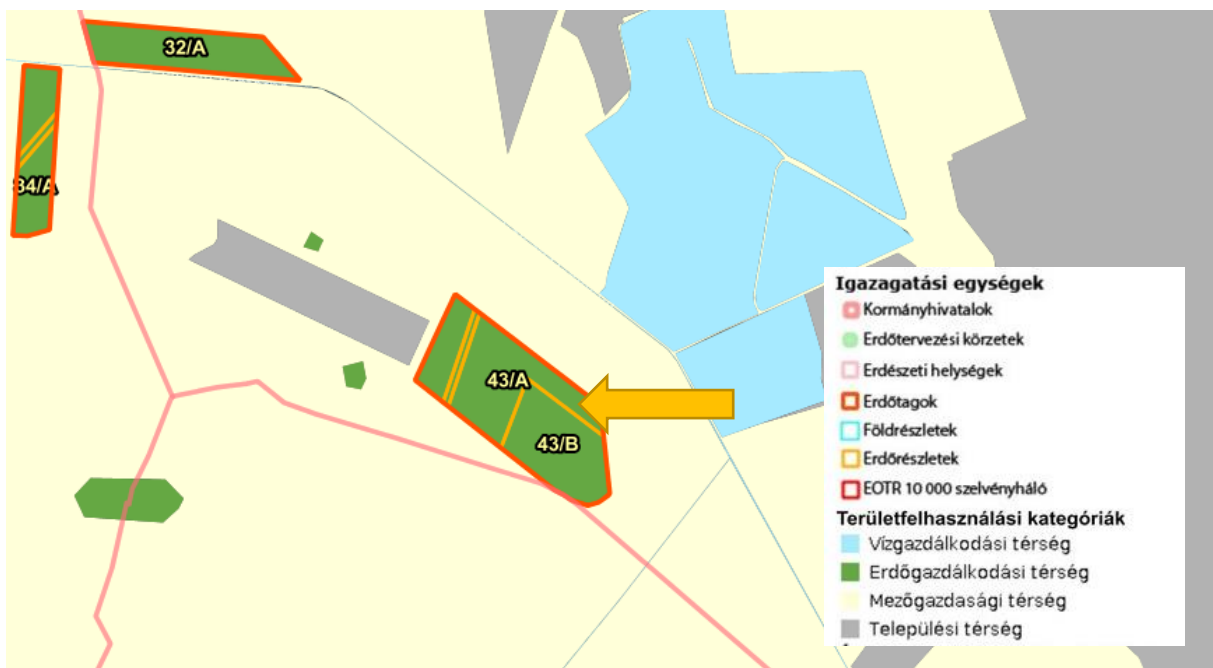 32/A
34/A
43/A
43/B
Igazagatási egységek
Kormányhivatalok
Erdőtervezési körzetek
Erdészeti helységek
Erdőtagok
Földrészletek
Erdőrészletek
EOTR 10 000 szelvényháló
Területfelhasználási kategóriák
Vízgazdálkodási térség
Erdőgazdálkodási térség
Mezőgazdasági térség
Települési térség